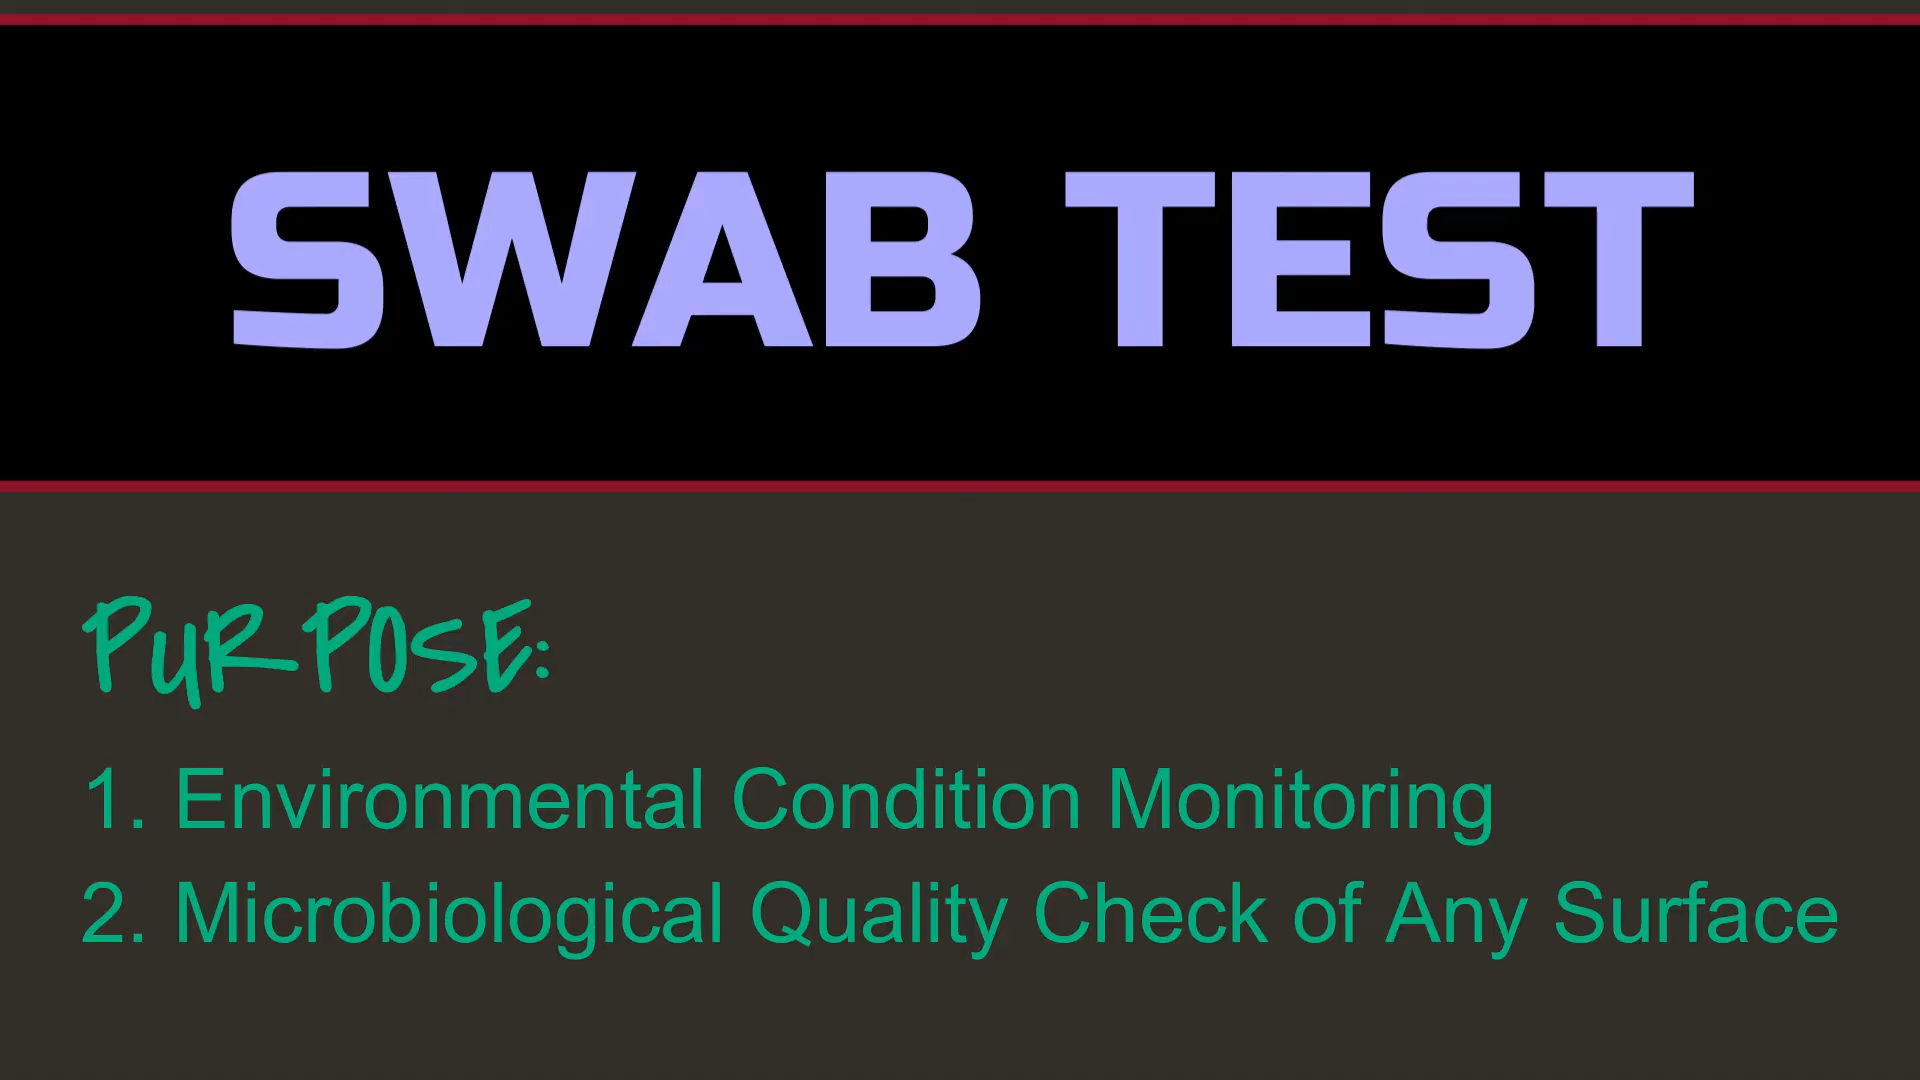 SWAB TEST
PURPOSE:
1. Environmental Condition Monitoring
2. Microbiological Quality Check of Any Surface